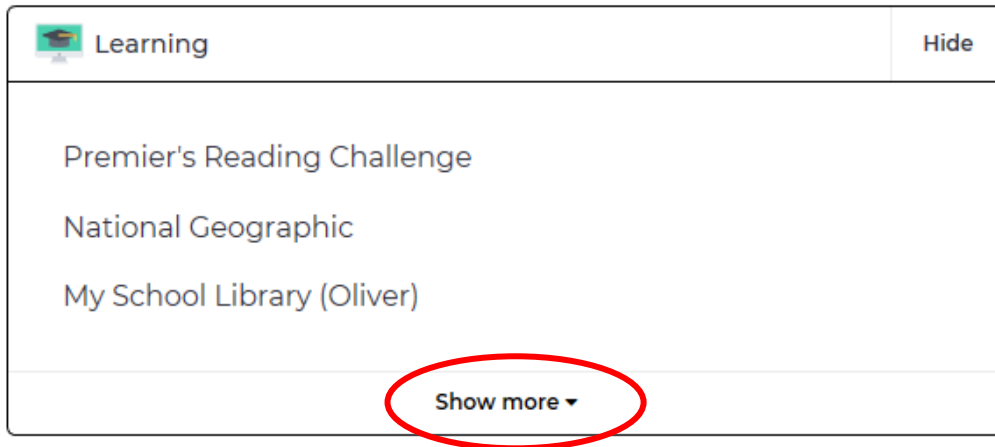 Learning
Hide
Premier's Reading Challenge
National Geographic
My School Library (Oliver)
Show more